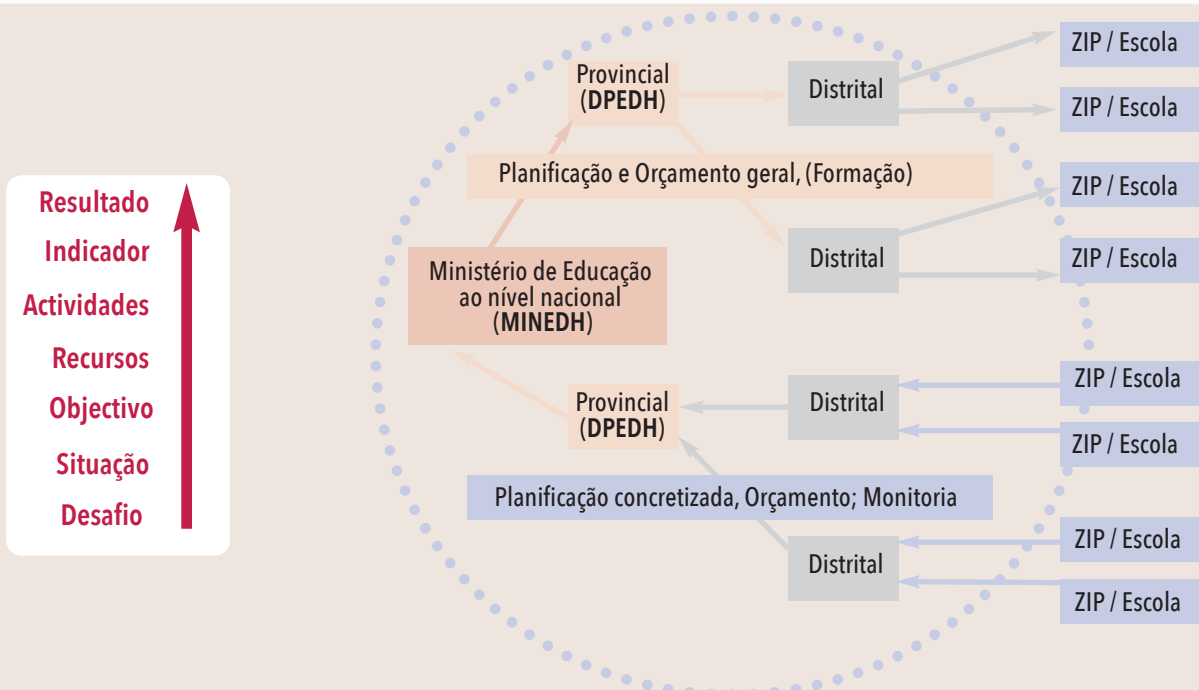 Resultado
Indicador
Actividades
Recursos
Objectivo
Situação
Desafio
Provincial
(DPEDH)
Distrital
ZIP / Escola
ZIP / Escola
Planificação e Orçamento geral, (Formação)
Distrital
ZIP / Escola
ZIP / Escola
Ministério de Educação
ao nível nacional
(MINEDH)
Provincial
(DPEDH)
Distrital
ZIP / Escola
ZIP / Escola
Planificação concretizada, Orçamento; Monitoria
Distrital
ZIP / Escola
ZIP / Escola